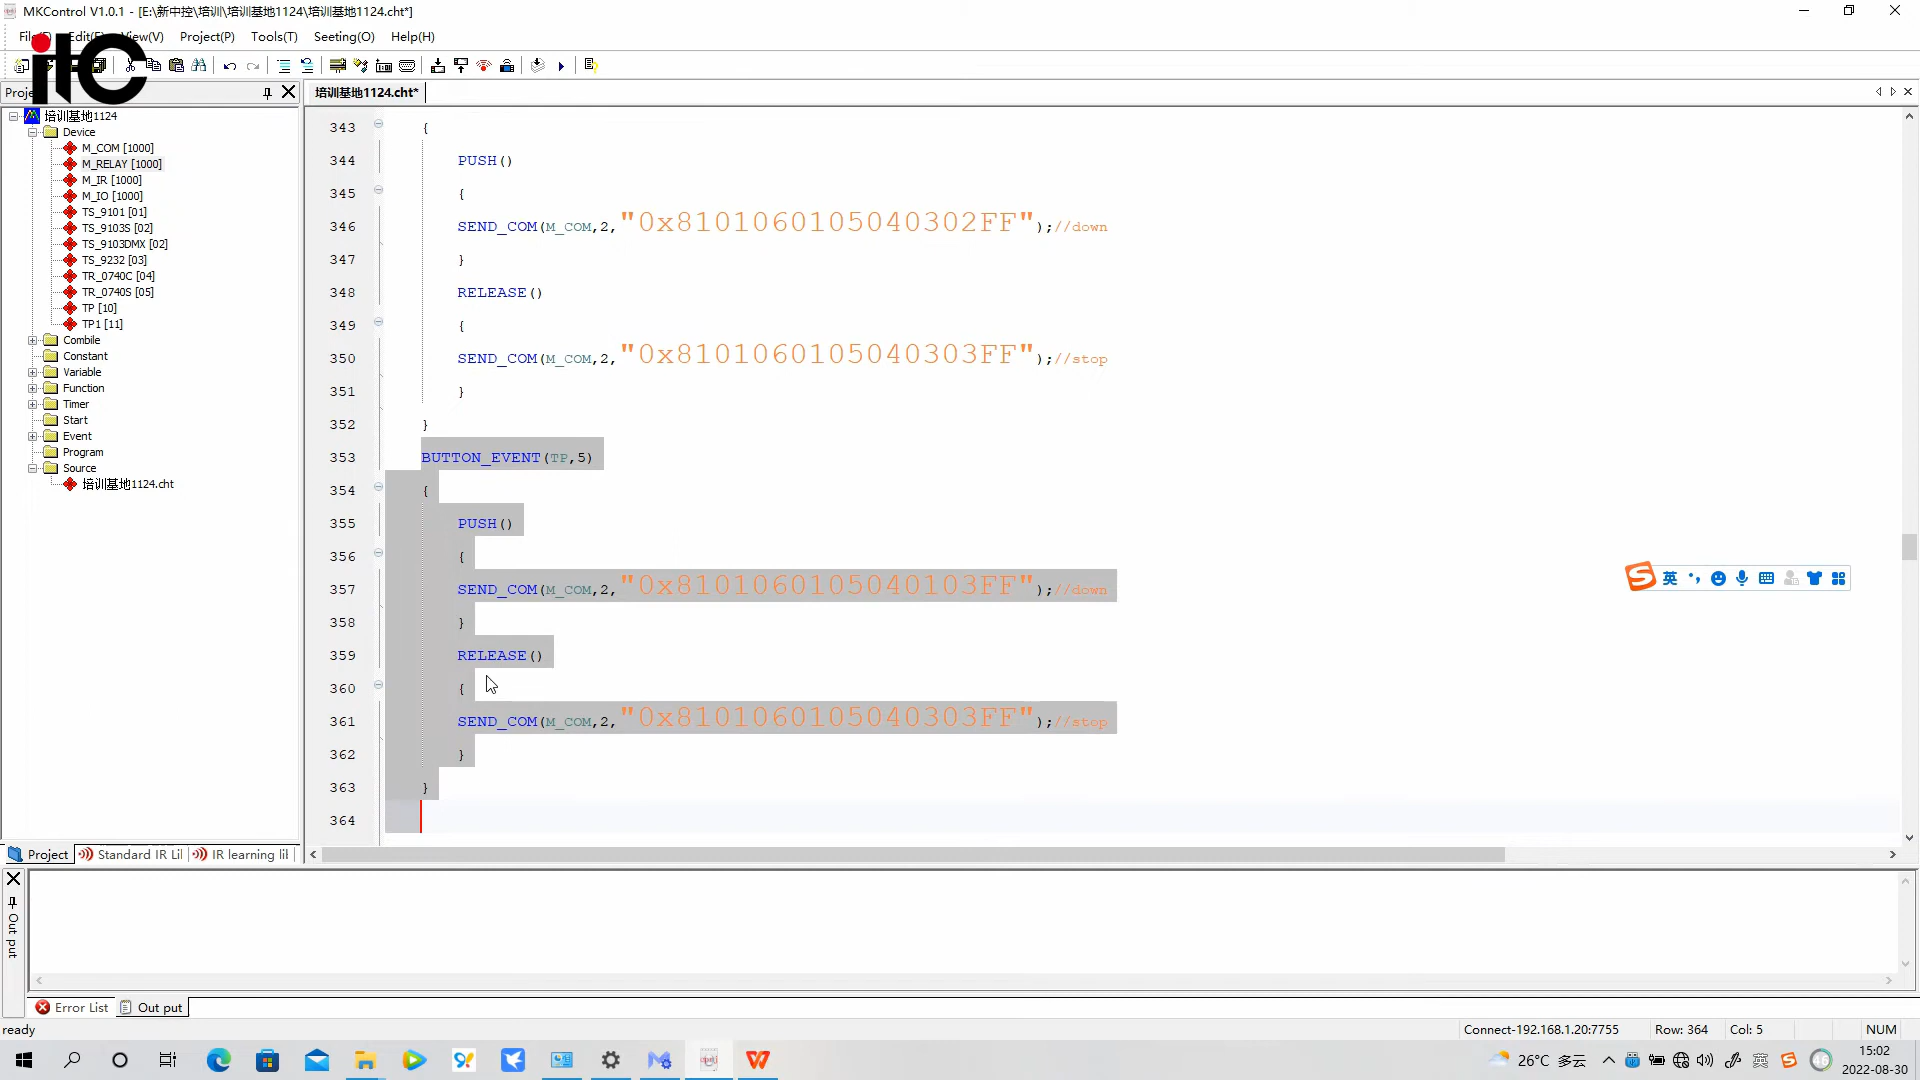 MKControl V1.0.1 - [E:\新中控\培训\培训基地1124\培训基地1124.cht*]
itC
View(V) Project(P) Tools(T) Seeting(O) Help(H)
培训基地1124.cht*
培训基地1124
Device
M_COM [1000]
M_RELAY [1000]
M_IR [1000]
M_IO [1000]
TS_9101 [01]
TS_9103S [02]
TS_9103DMX [02]
TS_9232 [03]
TR_0740C [04]
TR_0740S [05]
TP [10]
TP1 [11]
Combile
Constant
Variable
Function
Timer
Start
Event
Program
Source
培训基地1124.cht
Project Standard IR Lil IR learning lil
343 {
344 PUSH()
345 {
346 SEND_COM(M_COM,2,"0x8101060105040302FF");//down
347 }
348 RELEASE()
349 {
350 SEND_COM(M_COM,2,"0x8101060105040303FF");//stop
351 }
352 }
353 BUTTON_EVENT(TP,5)
354 {
355 PUSH()
356 {
357 SEND_COM(M_COM,2,"0x8101060105040103FF");//down
358 }
359 RELEASE()
360 {
361 SEND_COM(M_COM,2,"0x8101060105040303FF");//stop
362 }
363 }
364
英
Out put
Error List Out put
ready Connect-192.168.1.20:7755 Row: 364 Col: 5 NUM
26°C 多云 英 15:02
2022-08-30